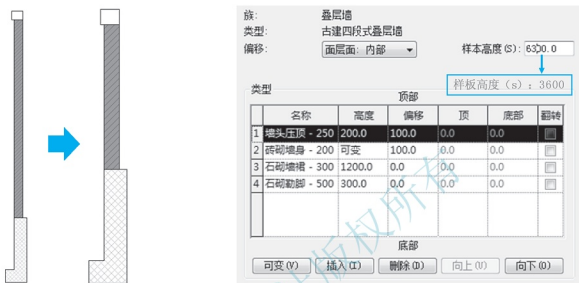 族: 叠层墙
类型: 古建四段式叠层墙
偏移: 面层面: 内部 样本高度(S): 6300.0
样板高度（s）：3600
类型
顶部
名称 高度 偏移 顶 底部 翻转
1 墙头压顶 - 250 200.0 100.0 0.0 0.0
2 砖砌墙身 - 200 可变 100.0 0.0 0.0
3 石砌墙裙 - 300 1200.0 0.0 0.0 0.0
4 石砌勒脚 - 500 300.0 0.0 0.0 0.0
底部
可变(V) 插入(I) 删除(D) 向上(U) 向下(O)
版权所有